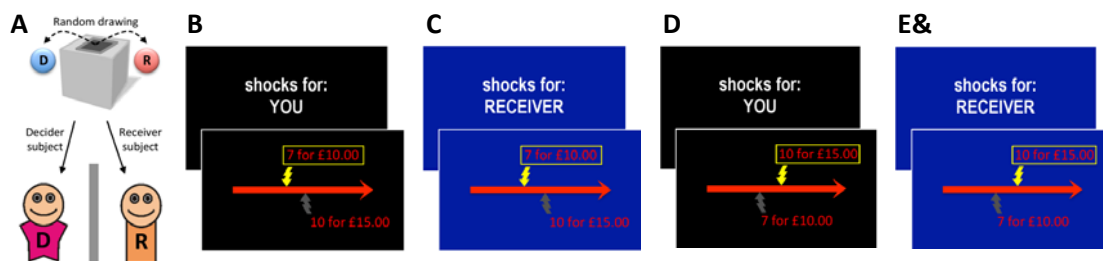 A
Random drawing
D
R
Decider
subject
Receiver
subject
D
R
B
shocks for:
YOU
7 for £10.00
10 for £15.00
C
shocks for:
RECEIVER
7 for £10.00
10 for £15.00
D
shocks for:
YOU
10 for £15.00
7 for £10.00
E&
shocks for:
RECEIVER
10 for £15.00
7 for £10.00